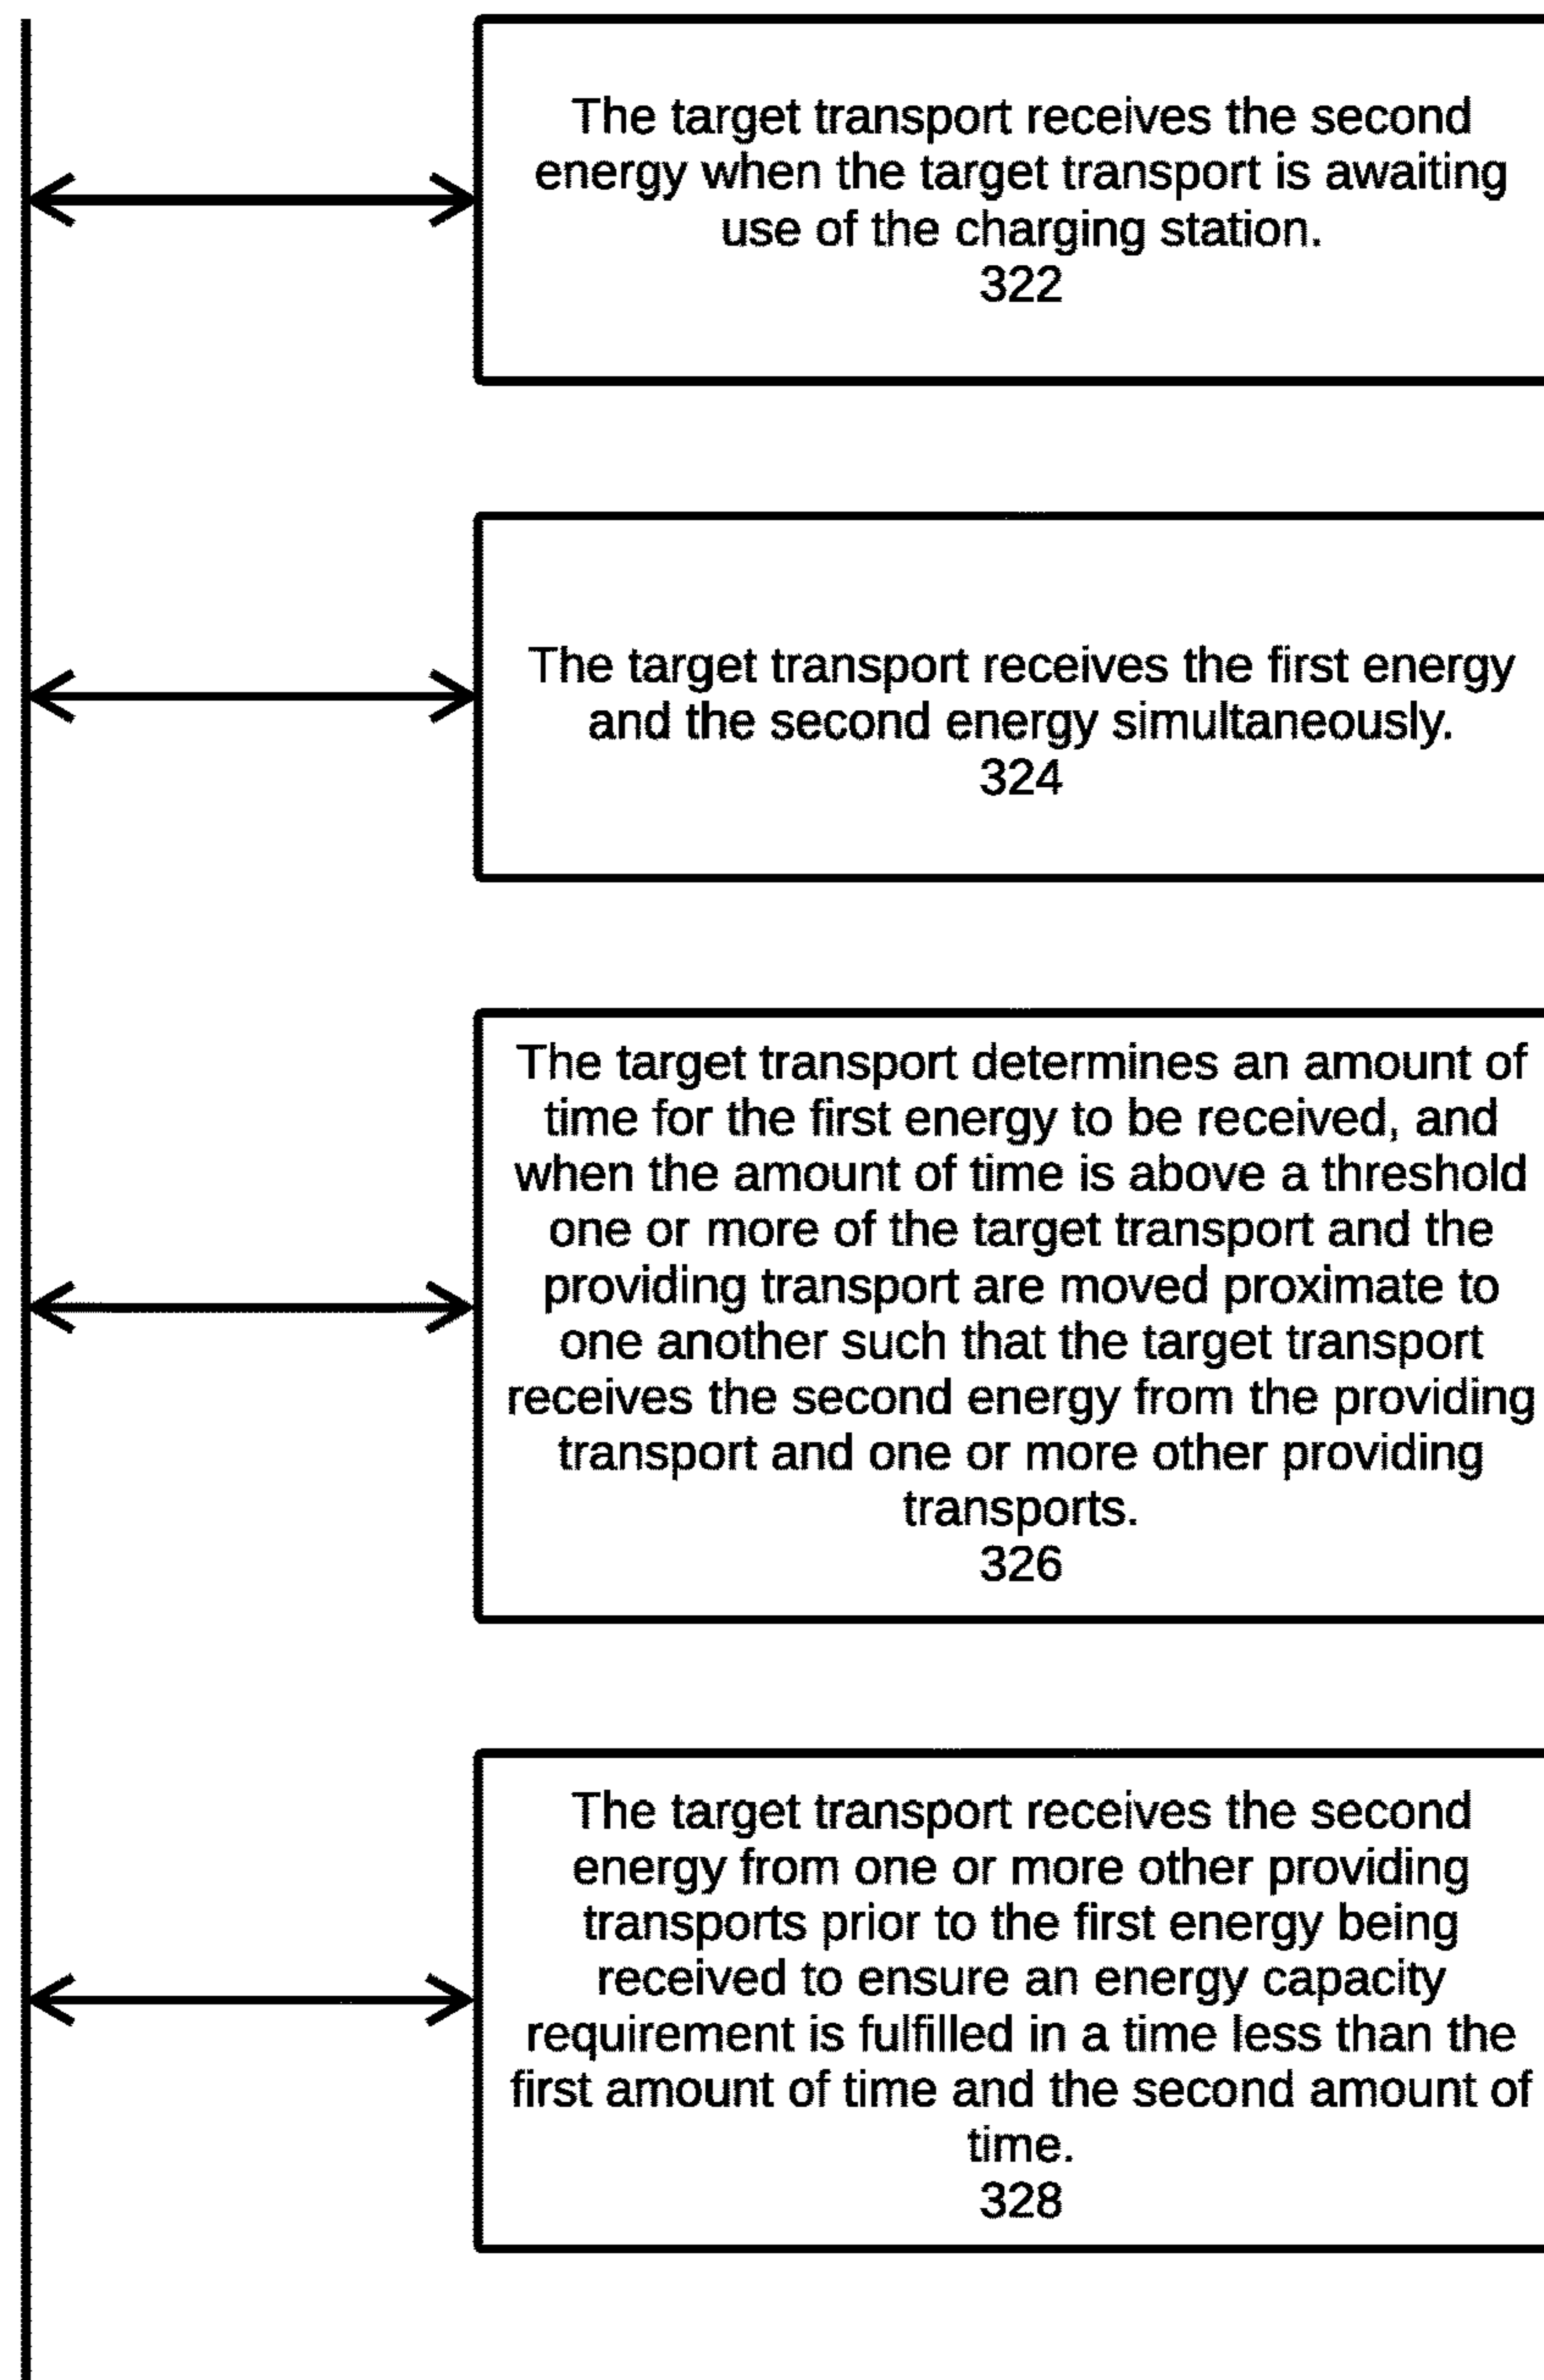 The target transport receives the second
energy when the target transport is awaiting
use of the charging station.
322
The target transport receives the first energy
and the second energy simultaneously.
324
The target transport determines an amount of
time for the first energy to be received, and
when the amount of time is above a threshold
one or more of the target transport and the
providing transport are moved proximate to
one another such that the target transport
receives the second energy from the providing
transport and one or more other providing
transports.
326
The target transport receives the second
energy from one or more other providing
transports prior to the first energy being
received to ensure an energy capacity
requirement is fulfilled in a time less than the
first amount of time and the second amount of
time.
328